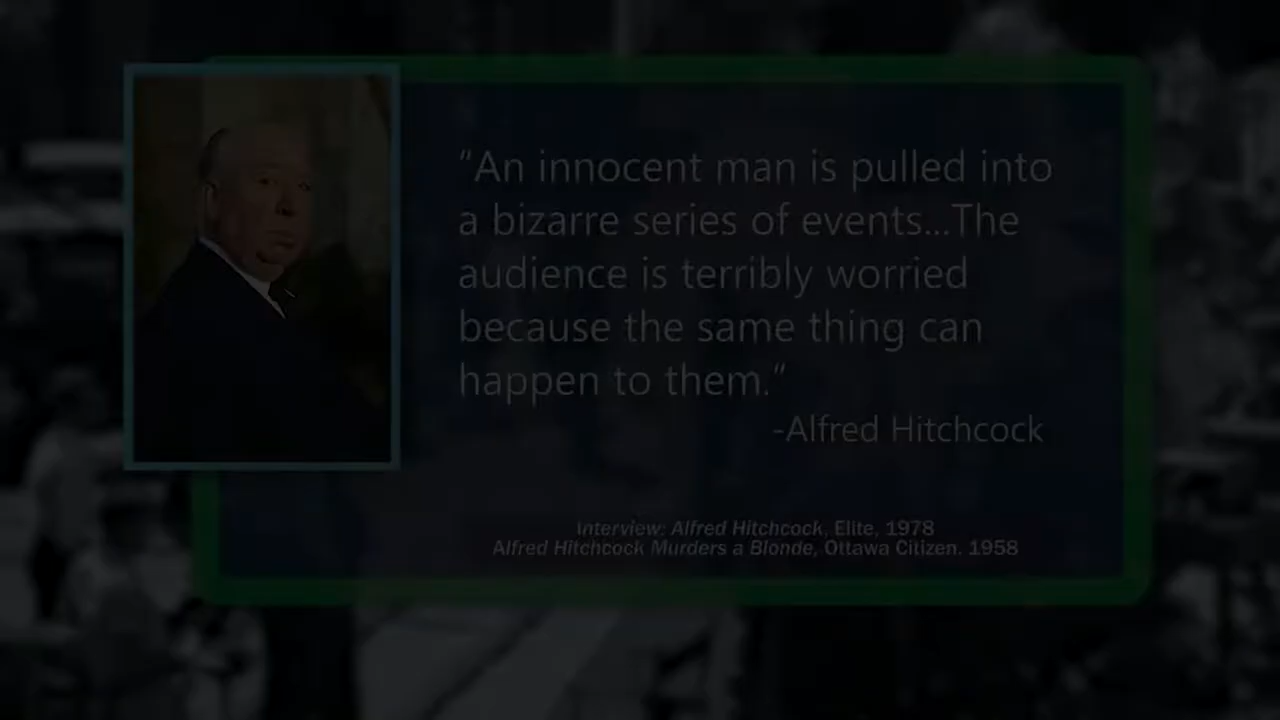 “An innocent man is pulled into
a bizarre series of events...The
audience is terribly worried
because the same thing can
happen to them.”
-Alfred Hitchcock
Interview: Alfred Hitchcock, Elite, 1978
Alfred Hitchcock Murders a Blonde, Ottawa Citizen. 1958